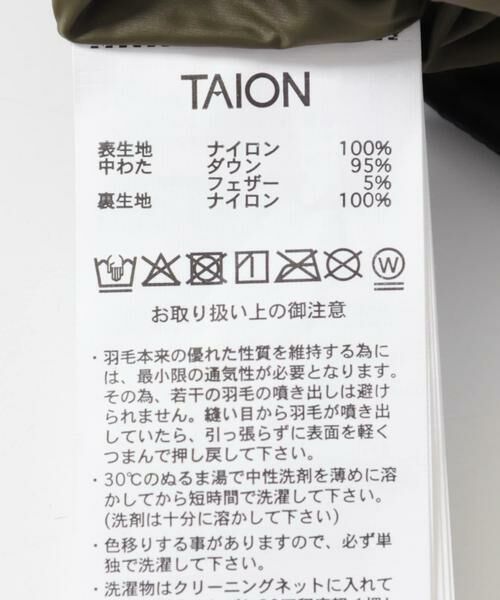 TAION
表生地 ナイロン 100%
中わた ダウン 95%
フェザー 5%
裏生地 ナイロン 100%
W
お取り扱い上の御注意
・羽毛本来の優れた性質を維持する為に
は、最小限の通気性が必要となります。
その為、若干の羽毛の噴き出しは避け
られません。縫い目から羽毛が噴き出
していたら、引っ張らずに表面を軽く
つまんで押し戻して下さい。
・30℃のぬるま湯で中性洗剤を薄めに溶
かしてから短時間で洗濯して下さい。
(洗剤は十分に溶かして下さい)
・色移りする事がありますので、必ず単
独で洗濯して下さい。
・洗濯物はクリーニングネットに入れて